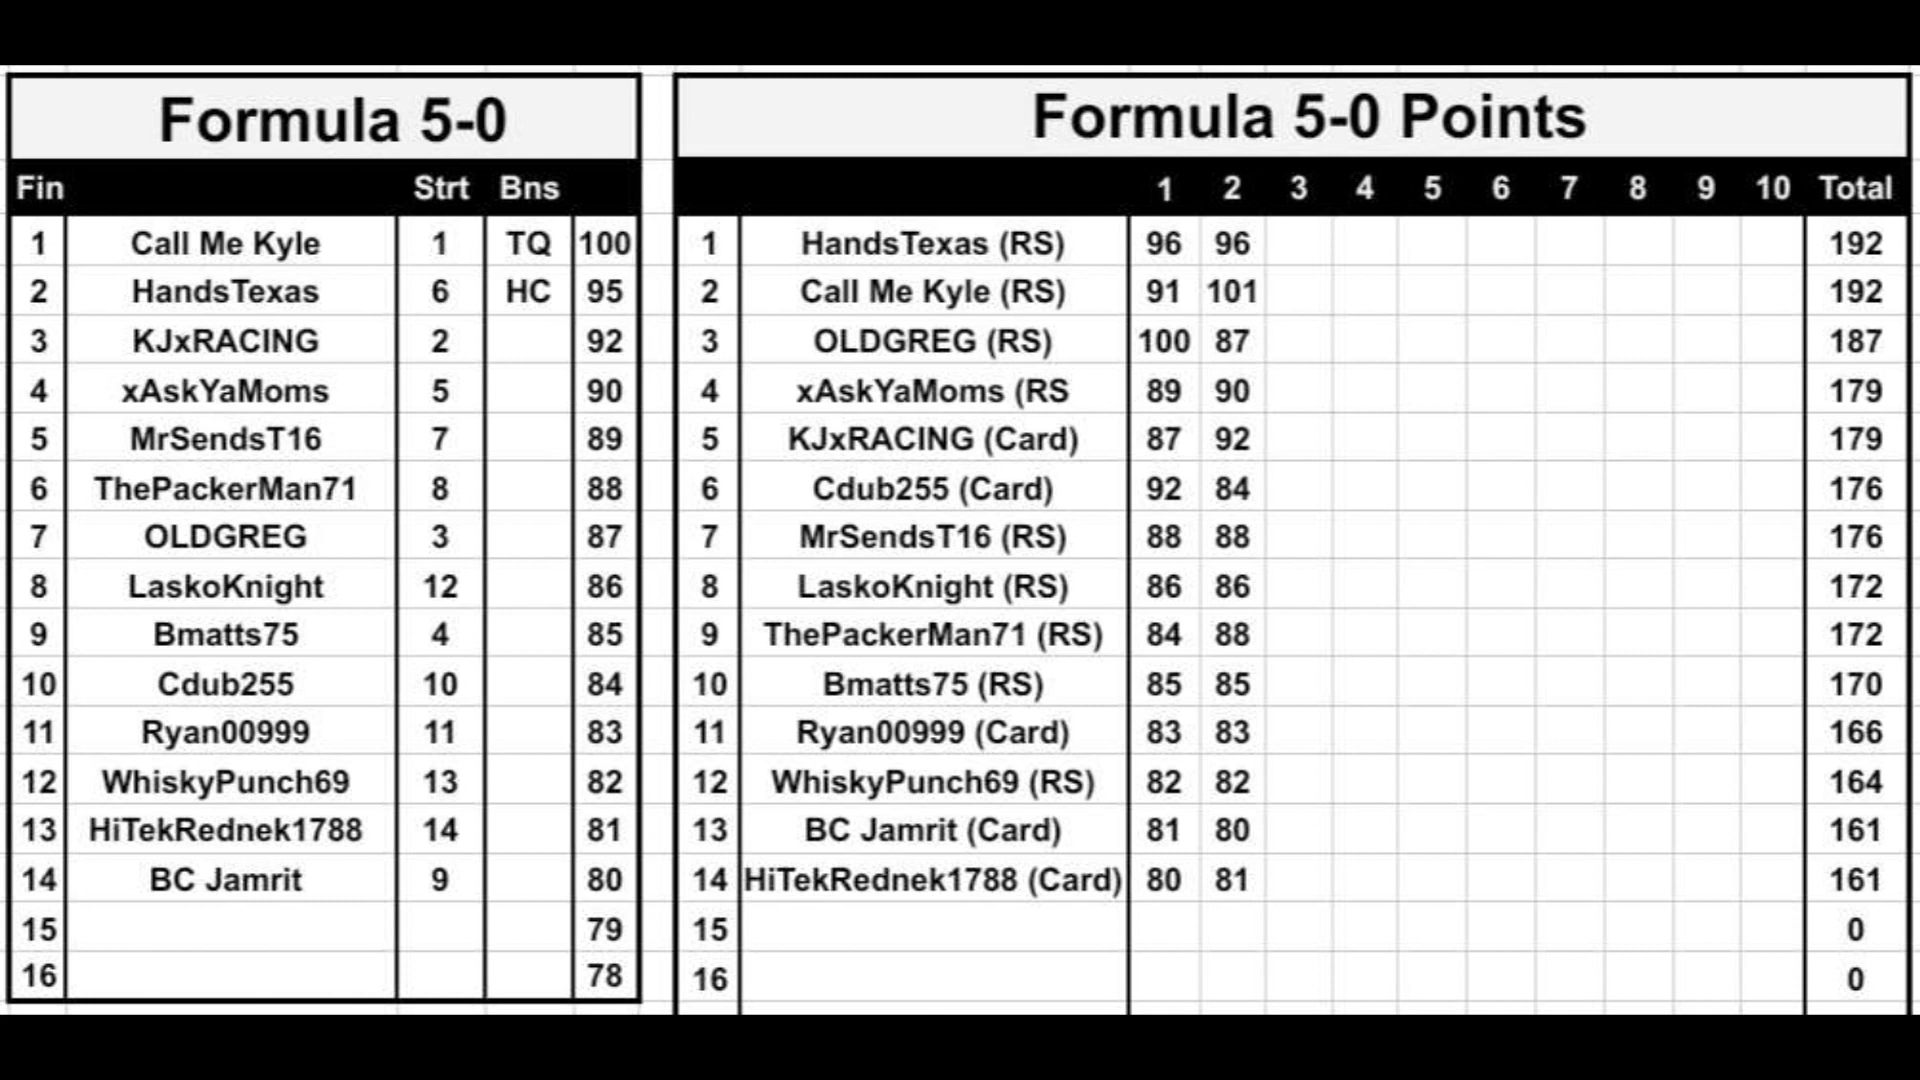 Formula 5-0
Fin Strt Bns
1 Call Me Kyle 1 TQ 100
2 HandsTexas 6 HC 95
3 KJxRACING 2 92
4 xAskYaMoms 5 90
5 MrSendsT16 7 89
6 ThePackerMan71 8 88
7 OLDGREG 3 87
8 LaskoKnight 12 86
9 Bmatts75 4 85
10 Cdub255 10 84
11 Ryan00999 11 83
12 WhiskyPunch69 13 82
13 HiTekRednek1788 14 81
14 BC Jamrit 9 80
15 79
16 78
Formula 5-0 Points
1 2 3 4 5 6 7 8 9 10 Total
1 HandsTexas (RS) 96 96 192
2 Call Me Kyle (RS) 91 101 192
3 OLDGREG (RS) 100 87 187
4 xAskYaMoms (RS 89 90 179
5 KJxRACING (Card) 87 92 179
6 Cdub255 (Card) 92 84 176
7 MrSendsT16 (RS) 88 88 176
8 LaskoKnight (RS) 86 86 172
9 ThePackerMan71 (RS) 84 88 172
10 Bmatts75 (RS) 85 85 170
11 Ryan00999 (Card) 83 83 166
12 WhiskyPunch69 (RS) 82 82 164
13 BC Jamrit (Card) 81 80 161
14 HiTekRednek1788 (Card) 80 81 161
15 0
16 0